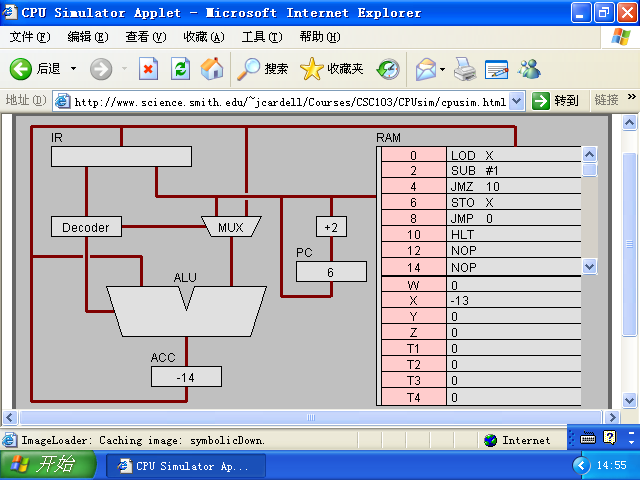 CPU Simulator Applet - Microsoft Internet Explorer
文件(F) 编辑(E) 查看(V) 收藏(A) 工具(T) 帮助(H)
后退 搜索 收藏夹
地址(D) http://www.science.smith.edu/~jcardell/Courses/CSC103/CPUsim/cpusim.html 转到 链接 »
IR
RAM
0 LOD X
2 SUB #1
4 JMZ 10
6 STO X
8 JMP 0
10 HLT
12 NOP
14 NOP
Decoder
MUX
+2
PC
6
ALU
ACC
-14
W 0
X -13
Y 0
Z 0
T1 0
T2 0
T3 0
T4 0
ImageLoader: Caching image: symbolicDown. Internet
开始 CPU Simulator Ap... 14:55